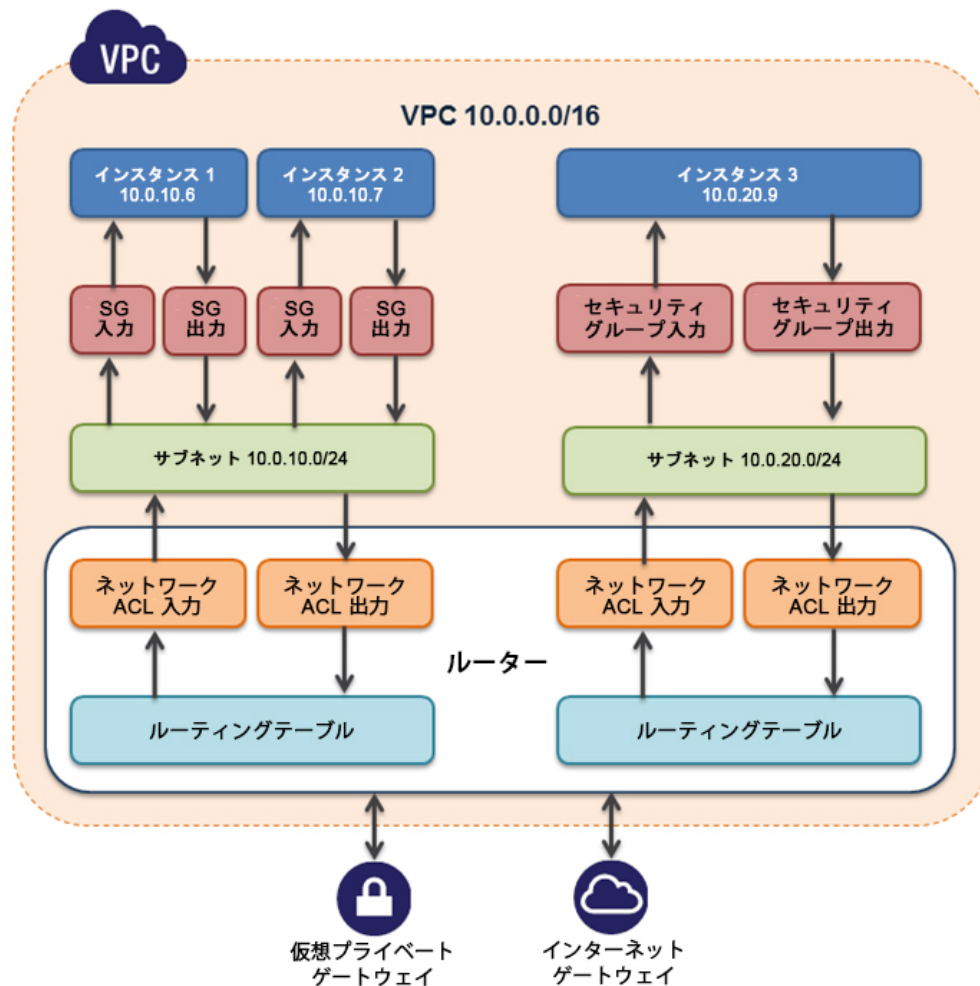 VPC
VPC 10.0.0.0/16
インスタンス 1
10.0.10.6
インスタンス 2
10.0.10.7
インスタンス 3
10.0.20.9
SG
入力
SG
出力
SG
入力
SG
出力
セキュリティ
グループ入力
セキュリティ
グループ出力
サブネット 10.0.10.0/24
サブネット 10.0.20.0/24
ネットワーク
ACL 入力
ネットワーク
ACL 出力
ネットワーク
ACL 入力
ネットワーク
ACL 出力
ルーター
ルーティングテーブル
ルーティングテーブル
仮想プライベート
ゲートウェイ
インターネット
ゲートウェイ